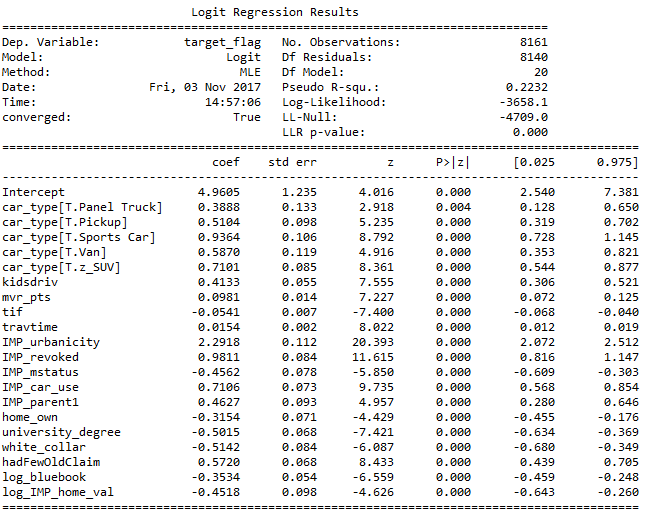 Logit Regression Results
==============================================================================
Dep. Variable: target_flag No. Observations: 8161
Model: Logit Df Residuals: 8140
Method: MLE Df Model: 20
Date: Fri, 03 Nov 2017 Pseudo R-squ.: 0.2232
Time: 14:57:06 Log-Likelihood: -3658.1
converged: True LL-Null: -4709.0
LLR p-value: 0.000
===========================================================================================
coef std err z P>|z| [0.025 0.975]
-------------------------------------------------------------------------------------------
Intercept 4.9605 1.235 4.016 0.000 2.540 7.381
car_type[T.Panel Truck] 0.3888 0.133 2.918 0.004 0.128 0.650
car_type[T.Pickup] 0.5104 0.098 5.235 0.000 0.319 0.702
car_type[T.Sports Car] 0.9364 0.106 8.792 0.000 0.728 1.145
car_type[T.Van] 0.5870 0.119 4.916 0.000 0.353 0.821
car_type[T.z_SUV] 0.7101 0.085 8.361 0.000 0.544 0.877
kidsdriv 0.4133 0.055 7.555 0.000 0.306 0.521
mvr_pts 0.0981 0.014 7.227 0.000 0.072 0.125
tif -0.0541 0.007 -7.400 0.000 -0.068 -0.040
travtime 0.0154 0.002 8.022 0.000 0.012 0.019
IMP_urbanicity 2.2918 0.112 20.393 0.000 2.072 2.512
IMP_revoked 0.9811 0.084 11.615 0.000 0.816 1.147
IMP_mstatus -0.4562 0.078 -5.850 0.000 -0.609 -0.303
IMP_car_use 0.7106 0.073 9.735 0.000 0.568 0.854
IMP_parent1 0.4627 0.093 4.957 0.000 0.280 0.646
home_own -0.3154 0.071 -4.429 0.000 -0.455 -0.176
university_degree -0.5015 0.068 -7.421 0.000 -0.634 -0.369
white_collar -0.5142 0.084 -6.087 0.000 -0.680 -0.349
hadFewOldClaim 0.5720 0.068 8.433 0.000 0.439 0.705
log_bluebook -0.3534 0.054 -6.559 0.000 -0.459 -0.248
log_IMP_home_val -0.4518 0.098 -4.626 0.000 -0.643 -0.260
===========================================================================================